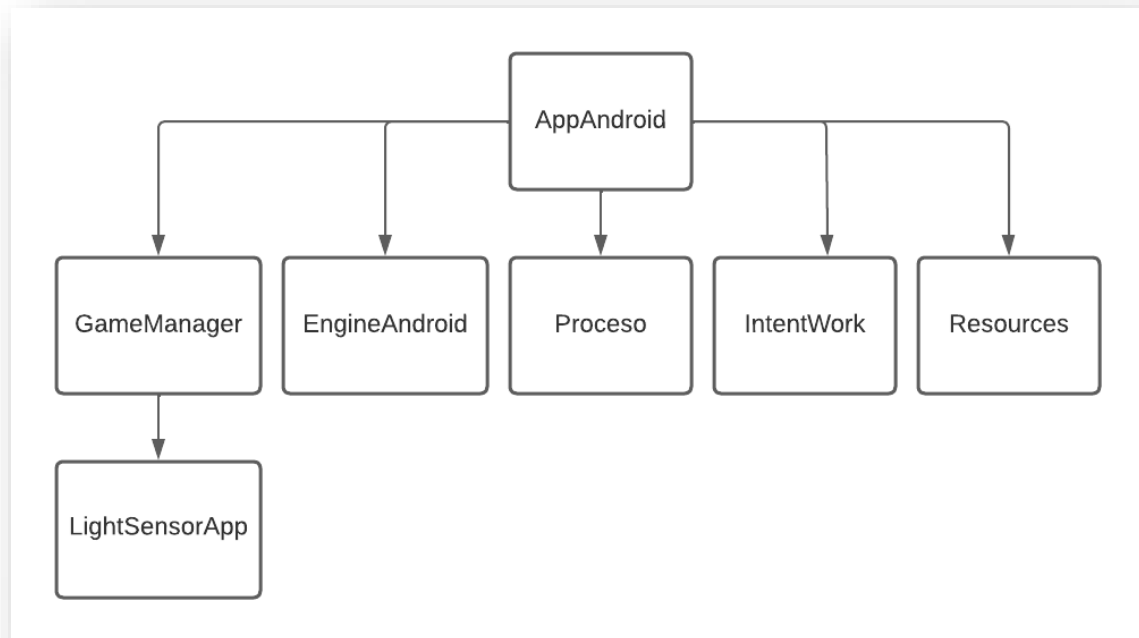 AppAndroid
GameManager
EngineAndroid
Proceso
IntentWork
Resources
LightSensorApp